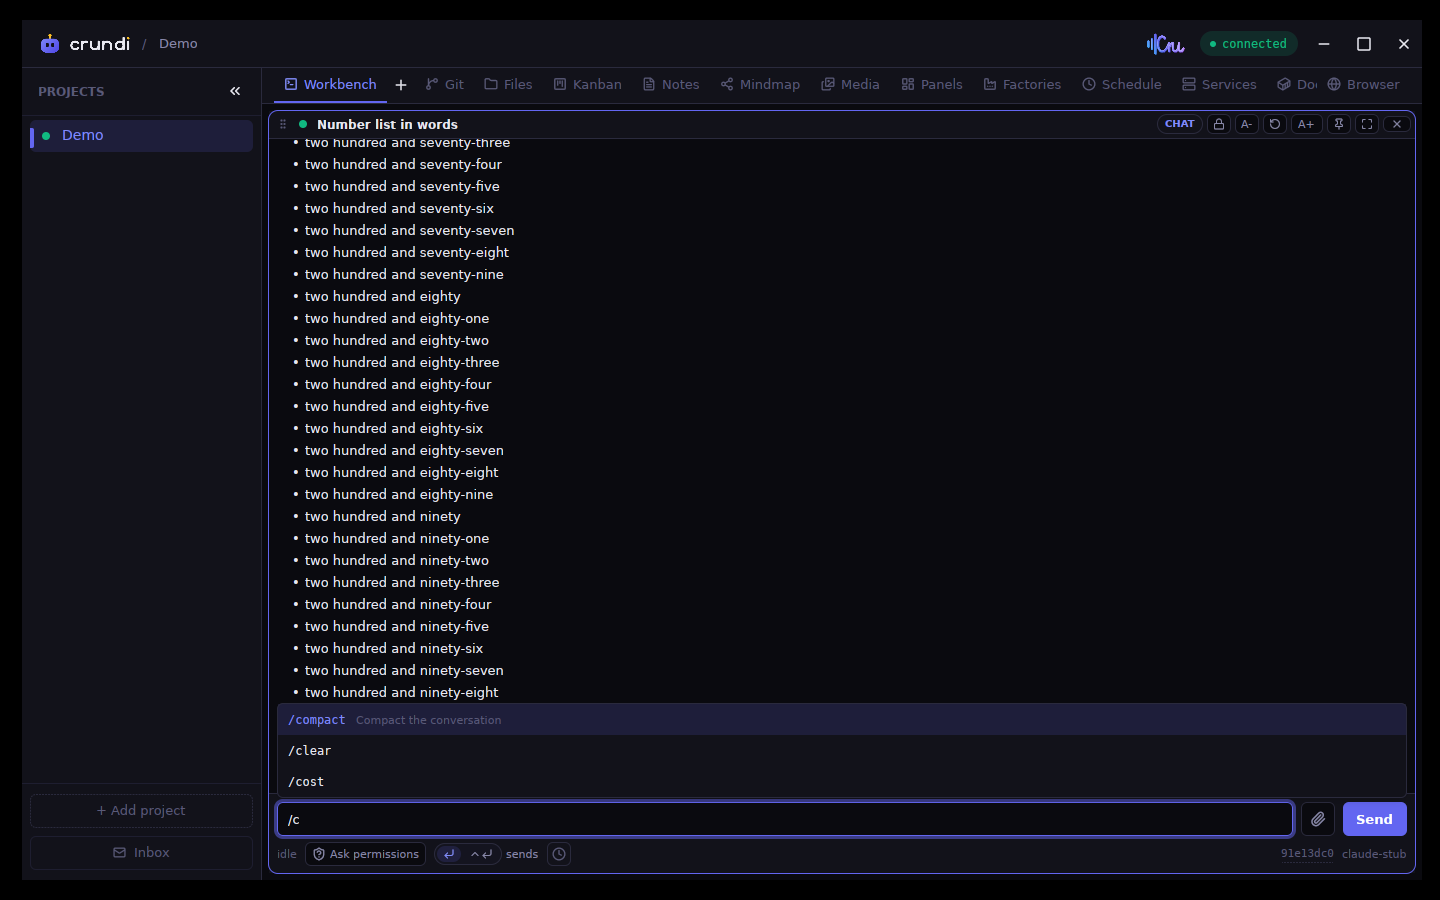 crundi / Demo
Cru
connected
PROJECTS
Workbench
Git
Files
Kanban
Notes
Mindmap
Media
Panels
Factories
Schedule
Services
Browser
Demo
Number list in words
CHAT
A-
A+
• two hundred and seventy-three
• two hundred and seventy-four
• two hundred and seventy-five
• two hundred and seventy-six
• two hundred and seventy-seven
• two hundred and seventy-eight
• two hundred and seventy-nine
• two hundred and eighty
• two hundred and eighty-one
• two hundred and eighty-two
• two hundred and eighty-three
• two hundred and eighty-four
• two hundred and eighty-five
• two hundred and eighty-six
• two hundred and eighty-seven
• two hundred and eighty-eight
• two hundred and eighty-nine
• two hundred and ninety
• two hundred and ninety-one
• two hundred and ninety-two
• two hundred and ninety-three
• two hundred and ninety-four
• two hundred and ninety-five
• two hundred and ninety-six
• two hundred and ninety-seven
• two hundred and ninety-eight
/compact Compact the conversation
/clear
/cost
/c
Send
+ Add project
Inbox
idle
Ask permissions
sends
91e13dc0 claude-stub